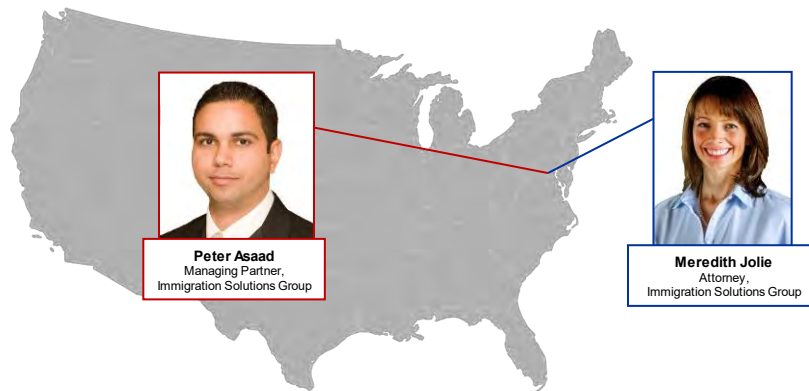 Peter Asaad
Managing Partner,
Immigration Solutions Group
Meredith Jolie
Attorney,
Immigration Solutions Group